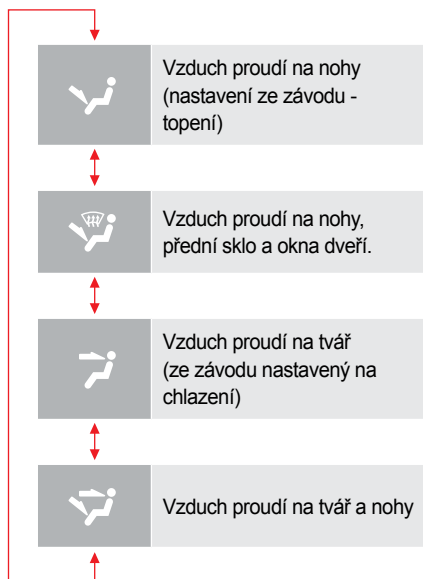 Vzduch proudí na nohy
(nastavení ze závodu -
topení)
Vzduch proudí na nohy,
přední sklo a okna dveří.
Vzduch proudí na tvář
(ze závodu nastavený na
chlazení)
Vzduch proudí na tvář a nohy